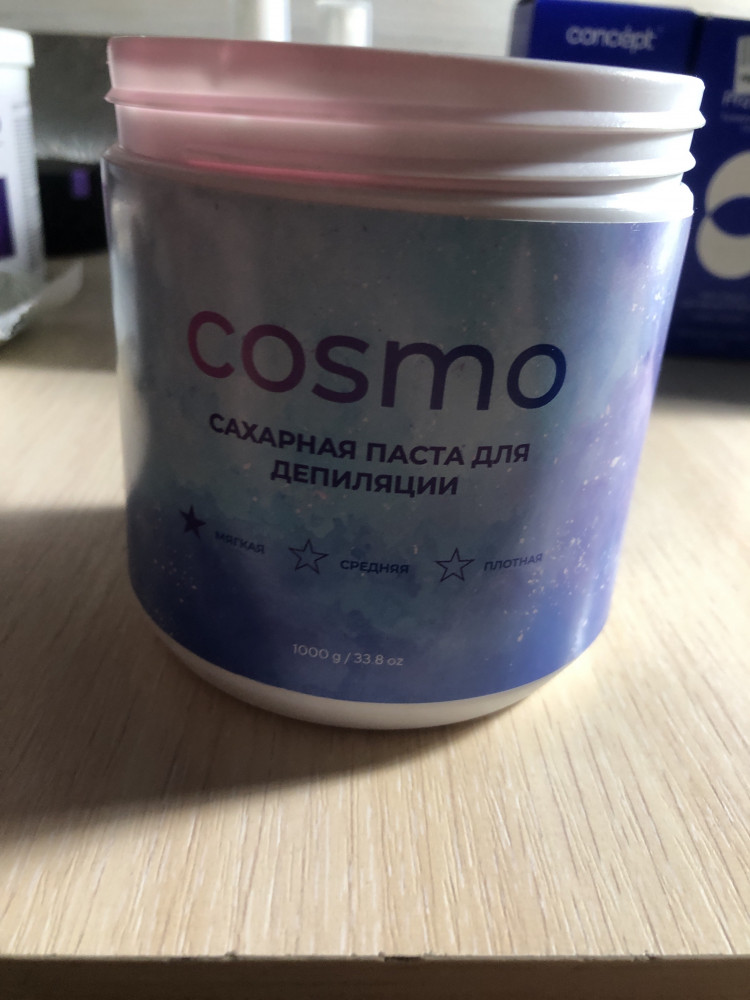 concept
cosmo
САХАРНАЯ ПАСТА ДЛЯ
ДЕПИЛЯЦИИ
МЯГКАЯ СРЕДНЯЯ ПЛОТНАЯ
1000 g / 33.8 oz